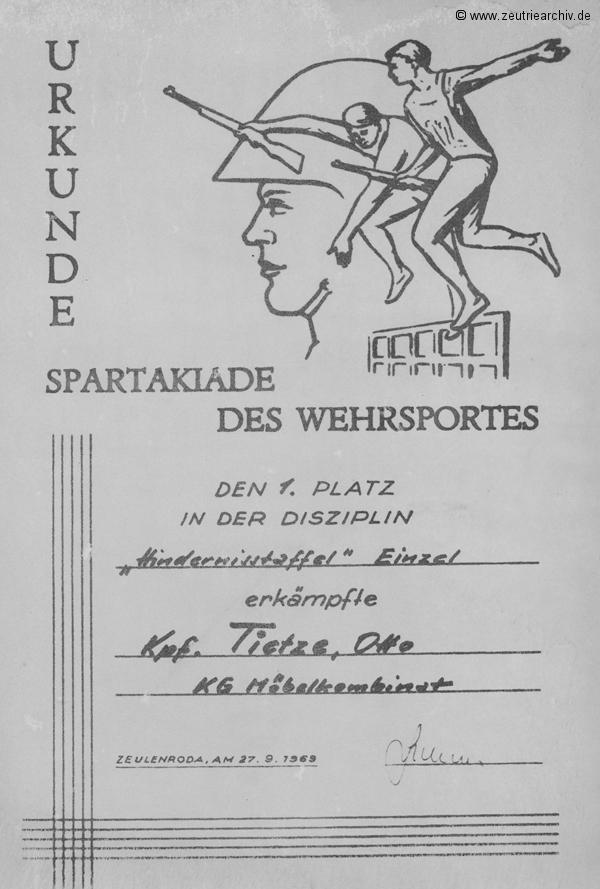 © www.zeutriearchiv.de
URKUNDE
SPARTAKIADE
DES WEHRSPORTES
DEN 1. PLATZ
IN DER DISZIPLIN
„Hindernisstaffel" Einzel
erkämpfte
Kpf. Tietze, Otto
KG Möbelkombinat
ZEULENRODA, AM 27. 9. 1969